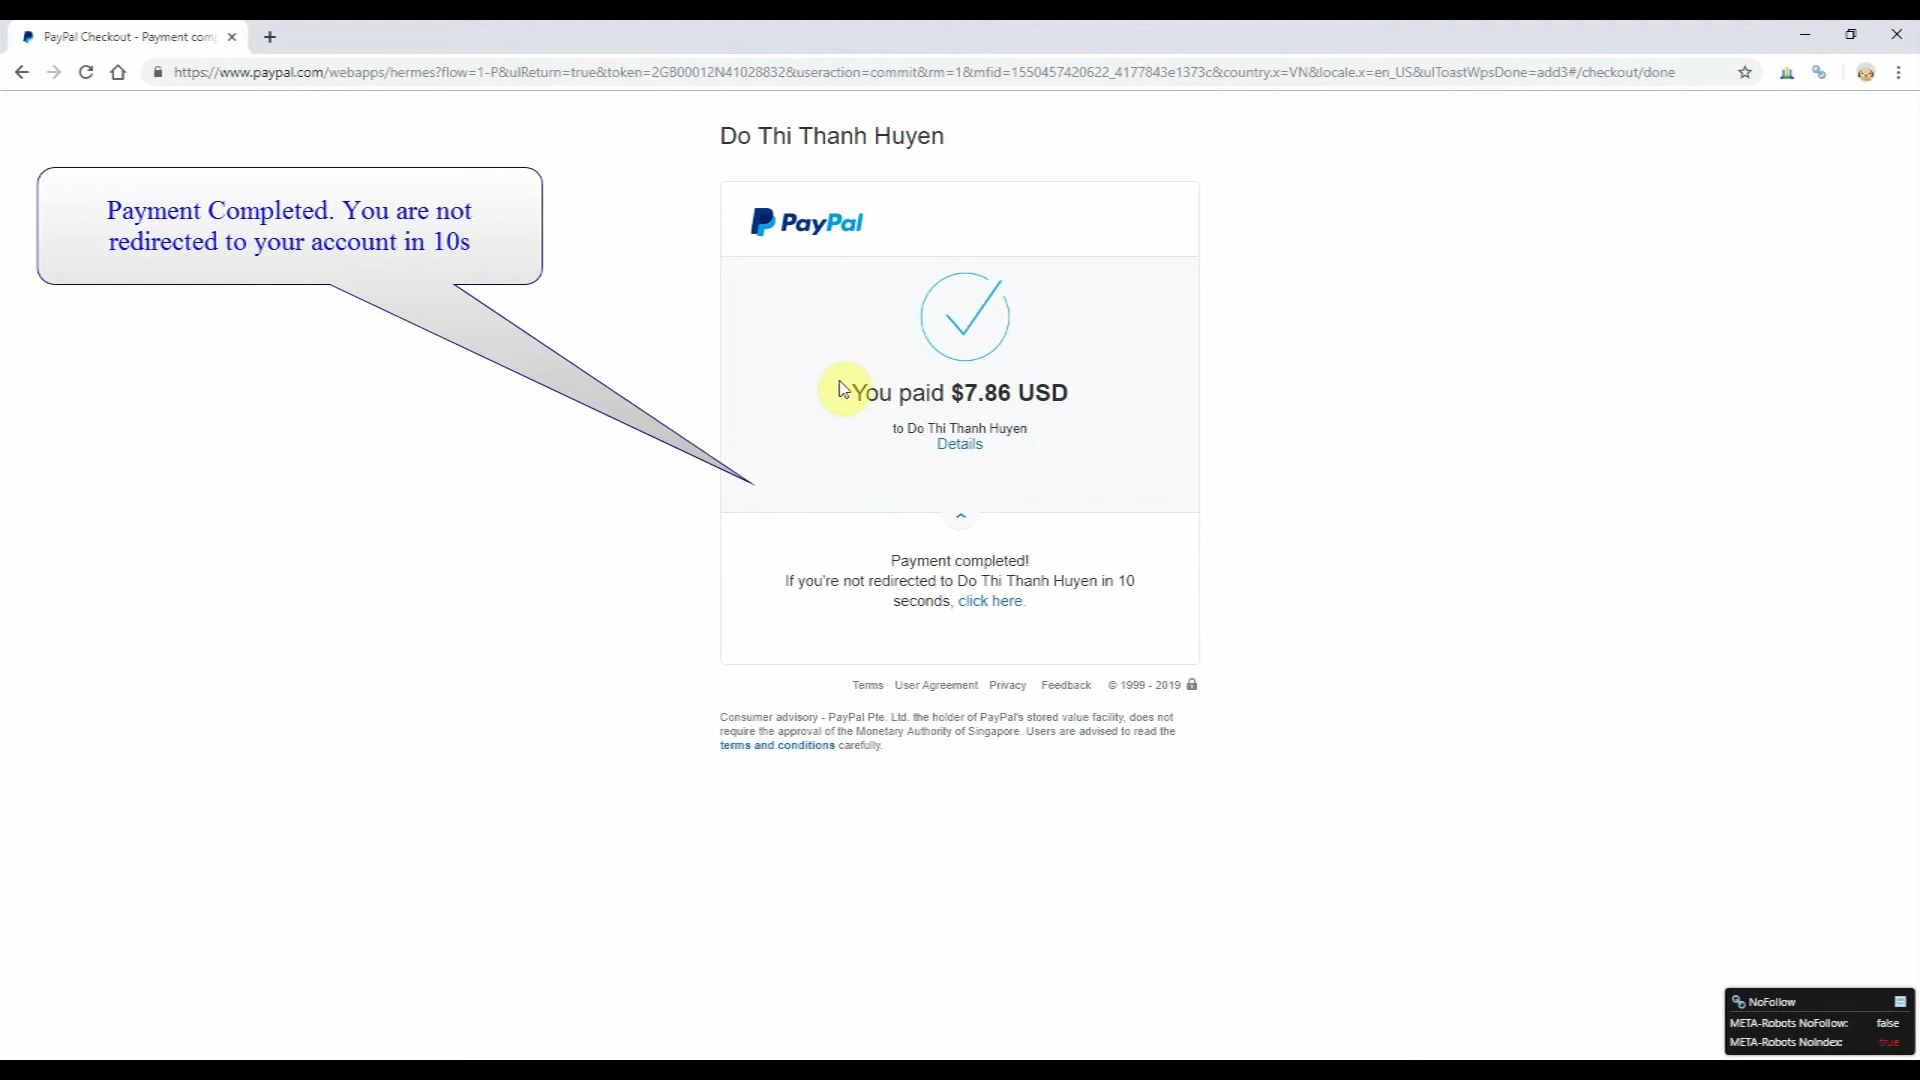 PayPal Checkout - Payment comp
https://www.paypal.com/webapps/hermes?flow=1-P&ulReturn=true&token=2GB00012N41028832&useraction=commit&rm=1&mfid=1550457420622_4177843e1373c&country.x=VN&locale.x=en_US&ulToastWpsDone=add3#/checkout/done
Do Thi Thanh Huyen
Payment Completed. You are not
redirected to your account in 10s
PayPal
You paid $7.86 USD
to Do Thi Thanh Huyen
Details
Payment completed!
If you're not redirected to Do Thi Thanh Huyen in 10
seconds, click here.
Terms User Agreement Privacy Feedback © 1999 - 2019
Consumer advisory - PayPal Pte. Ltd. the holder of PayPal's stored value facility, does not
require the approval of the Monetary Authority of Singapore. Users are advised to read the
terms and conditions carefully.
NoFollow
META-Robots NoFollow: false
META-Robots NoIndex: true